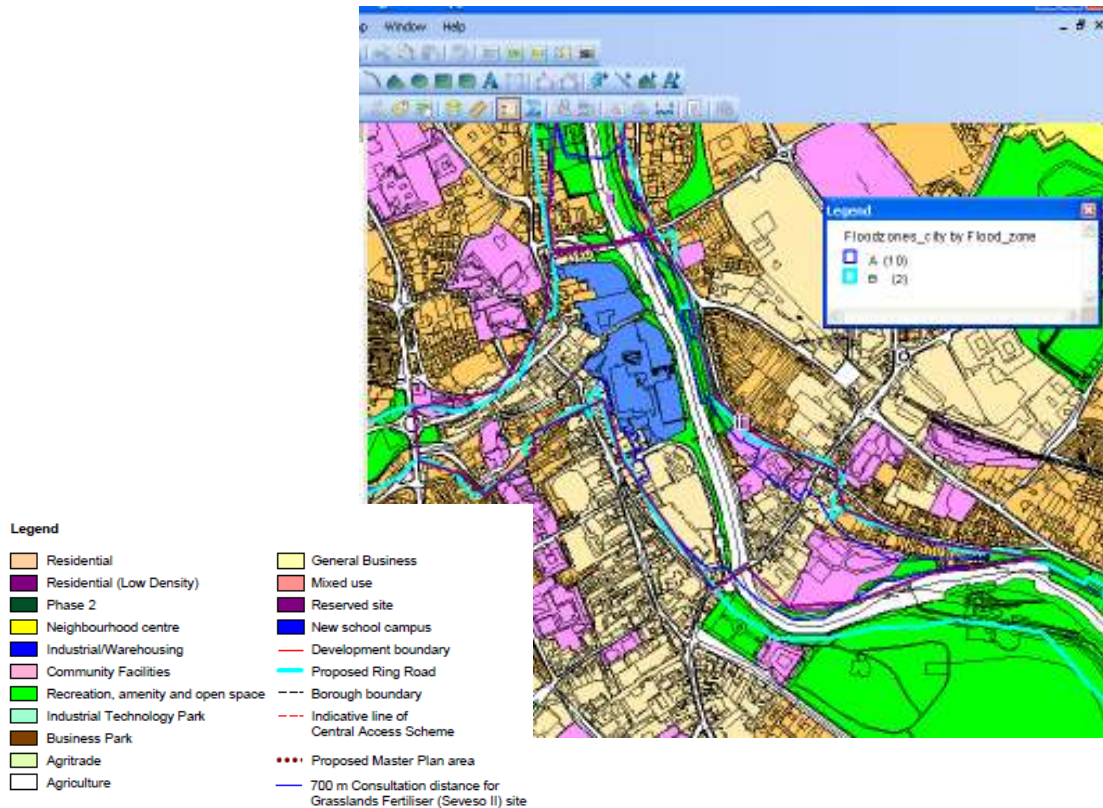 Window Help
Legend
Floodzones_city by Flood_zone
A (10)
B (2)
Legend
Residential
Residential (Low Density)
Phase 2
Neighbourhood centre
Industrial/Warehousing
Community Facilities
Recreation, amenity and open space
Industrial Technology Park
Business Park
Agritrade
Agriculture
General Business
Mixed use
Reserved site
New school campus
Development boundary
Proposed Ring Road
Borough boundary
Indicative line of
Central Access Scheme
Proposed Master Plan area
700 m Consultation distance for
Grasslands Fertiliser (Seveso II) site